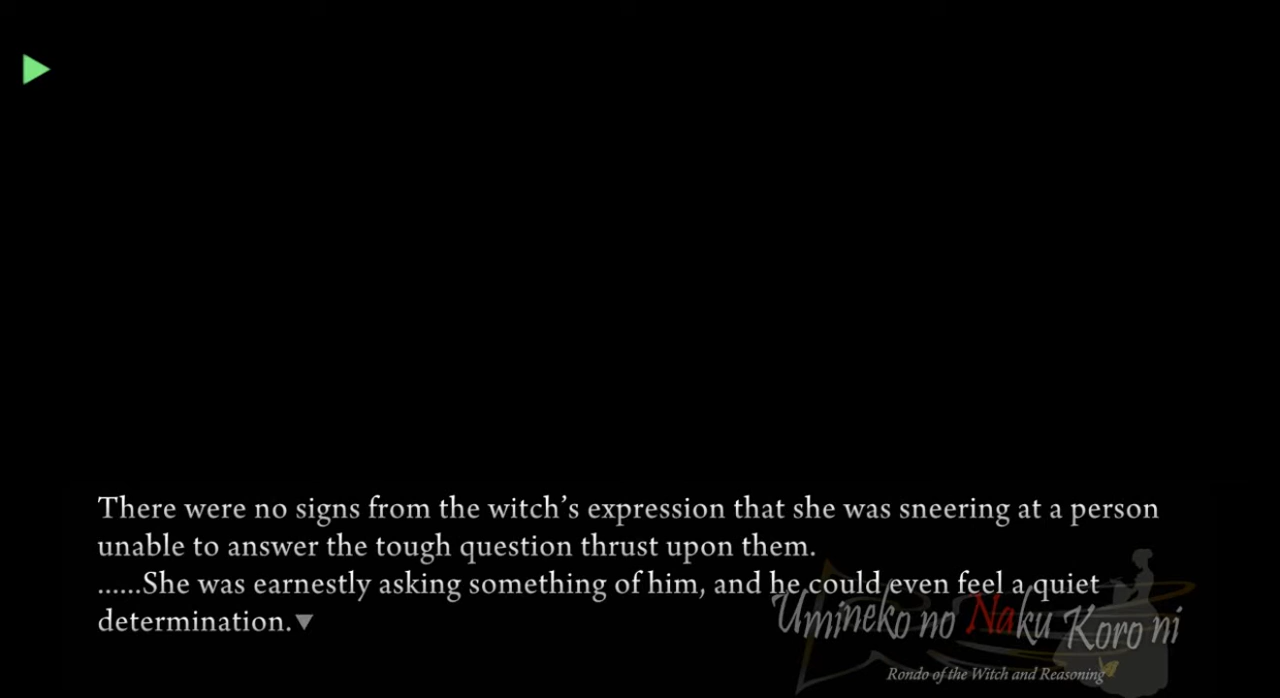 There were no signs from the witch’s expression that she was sneering at a person
unable to answer the tough question thrust upon them.
......She was earnestly asking something of him, and he could even feel a quiet
determination.
Umineko no Naku Koro ni
Rondo of the Witch and Reasoning